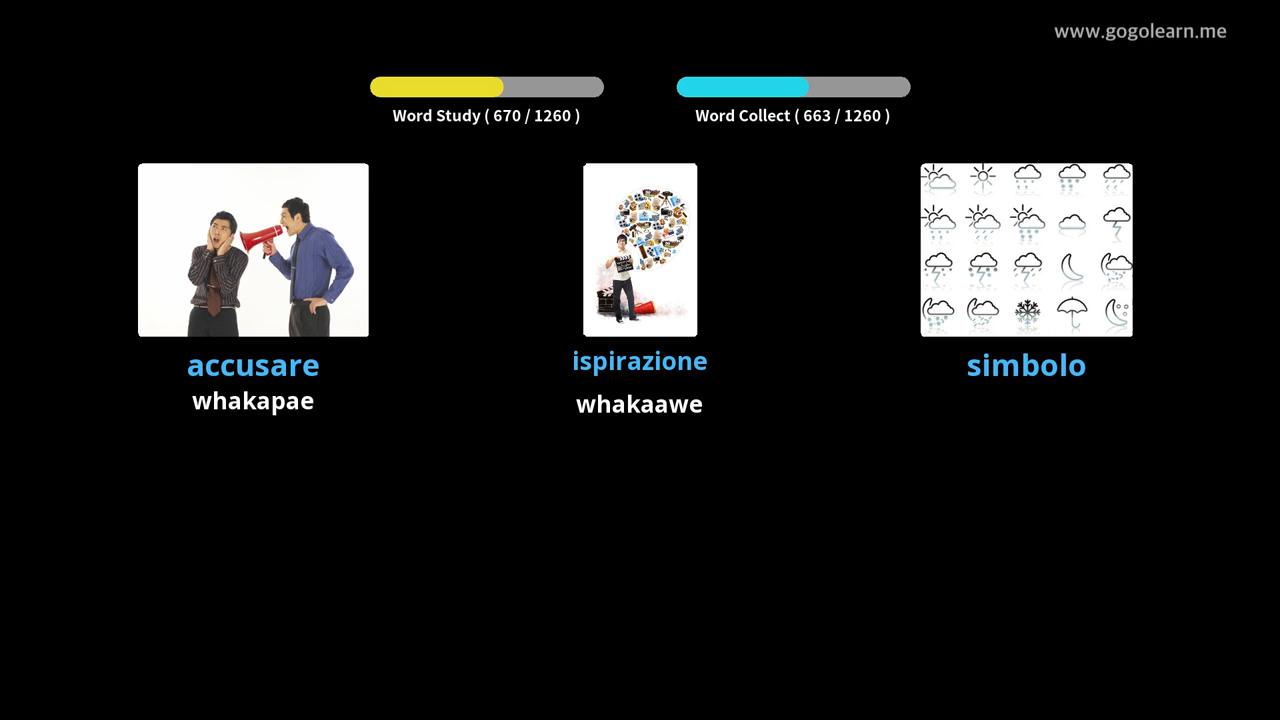 www.gogolearn.me
Word Study ( 670 / 1260 )
Word Collect ( 663 / 1260 )
accusare
whakapae
ispirazione
whakaawe
simbolo